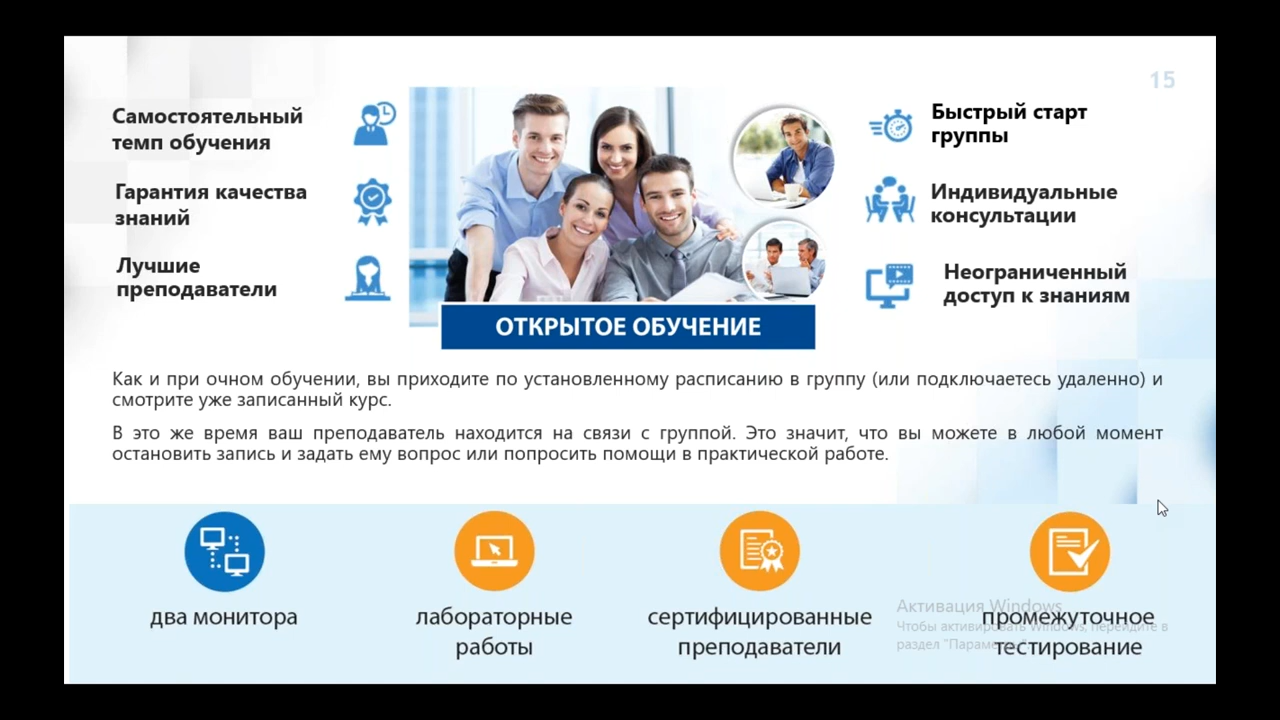 15
Самостоятельный
темп обучения
Гарантия качества
знаний
Лучшие
преподаватели
Быстрый старт
группы
Индивидуальные
консультации
Неограниченный
доступ к знаниям
ОТКРЫТОЕ ОБУЧЕНИЕ
Как и при очном обучении, вы приходите по установленному расписанию в группу (или подключаетесь удаленно) и
смотрите уже записанный курс.
В это же время ваш преподаватель находится на связи с группой. Это значит, что вы можете в любой момент
остановить запись и задать ему вопрос или попросить помощи в практической работе.
два монитора
лабораторные
работы
сертифицированные
преподаватели
промежуточное
тестирование
Активация Windows
Чтобы активировать Windows, перейдите в
раздел "Параметры".